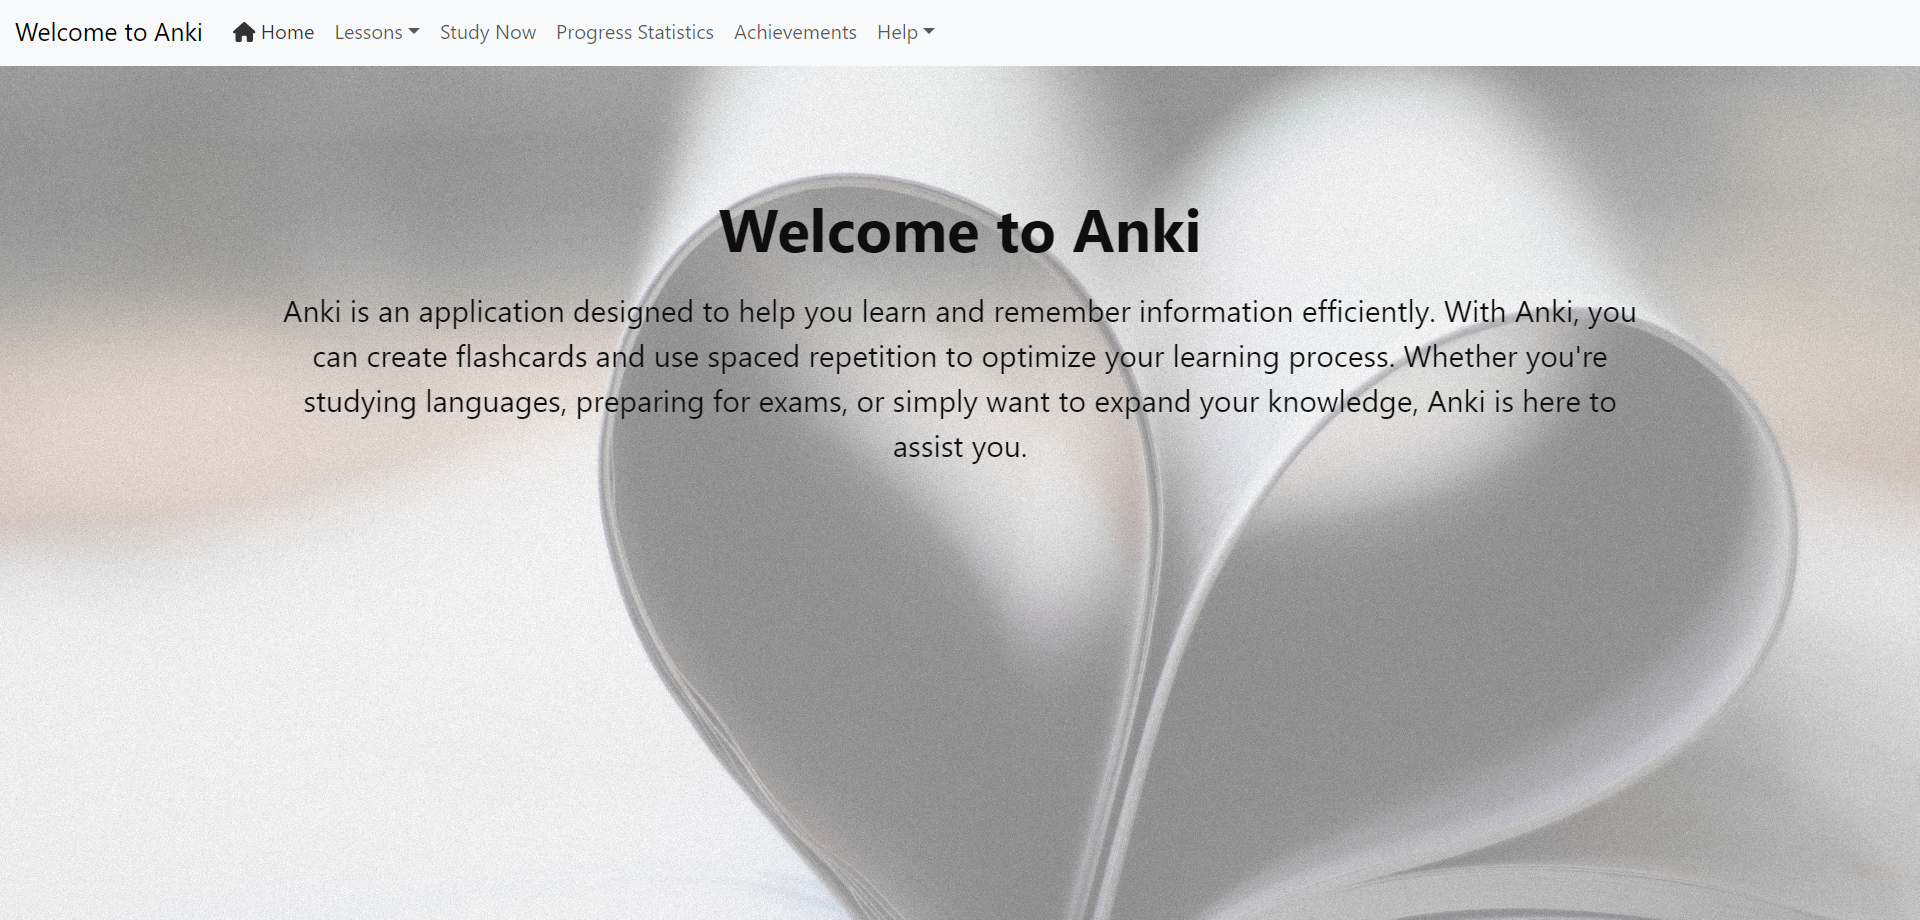 Welcome to Anki Home Lessons Study Now Progress Statistics Achievements Help
Welcome to Anki
Anki is an application designed to help you learn and remember information efficiently. With Anki, you
can create flashcards and use spaced repetition to optimize your learning process. Whether you're
studying languages, preparing for exams, or simply want to expand your knowledge, Anki is here to
assist you.